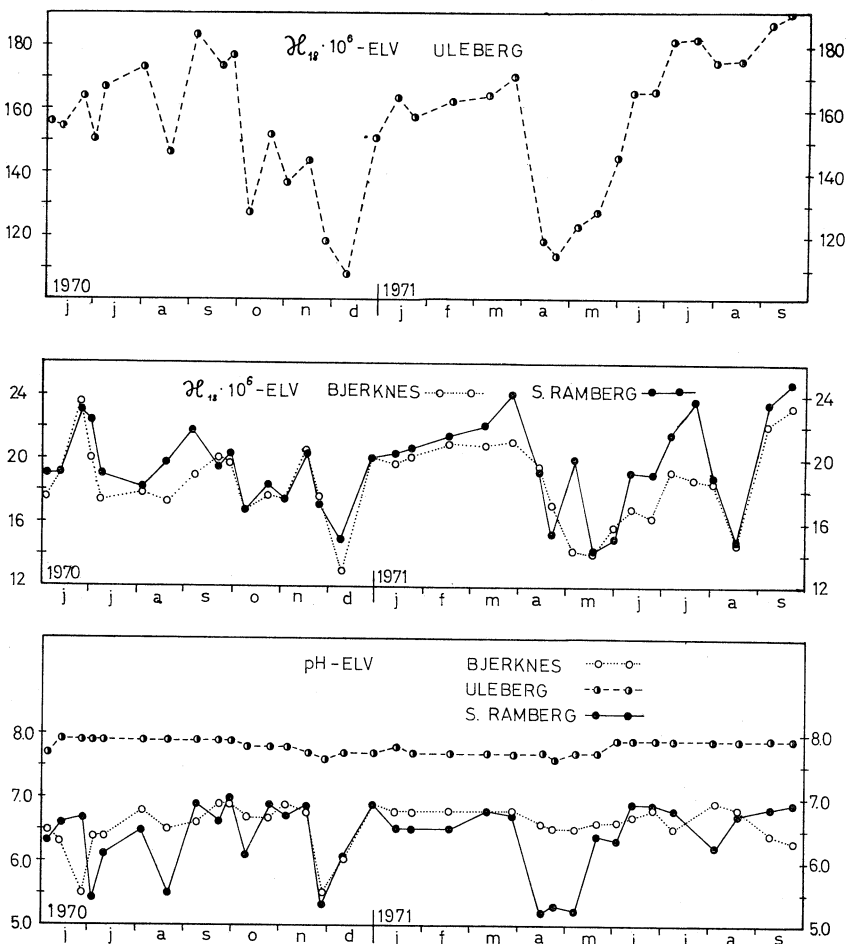 ℋ₁₈·10⁶-ELV ULEBERG
180 180
160 160
140 140
120 120
1970 1971
j j a s o n d j f m a m j j a s
ℋ₁₈·10⁶-ELV BJERKNES S. RAMBERG
24 24
20 20
16 16
12 12
1970 1971
j j a s o n d j f m a m j j a s
pH-ELV BJERKNES
ULEBERG
S. RAMBERG
8.0 8.0
7.0 7.0
6.0 6.0
5.0 5.0
1970 1971
j j a s o n d j f m a m j j a s